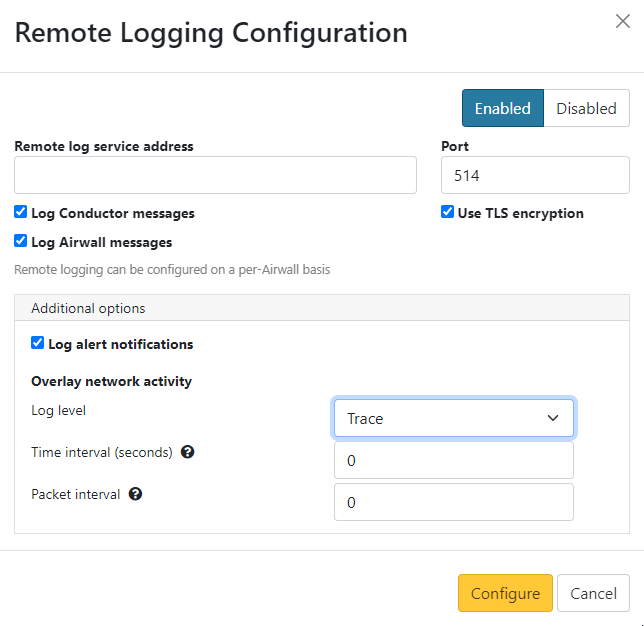 Remote Logging Configuration
Enabled Disabled
Remote log service address Port
514
Log Conductor messages Use TLS encryption
Log Airwall messages
Remote logging can be configured on a per-Airwall basis
Additional options
Log alert notifications
Overlay network activity
Log level Trace
Time interval (seconds) ? 0
Packet interval ? 0
Configure Cancel